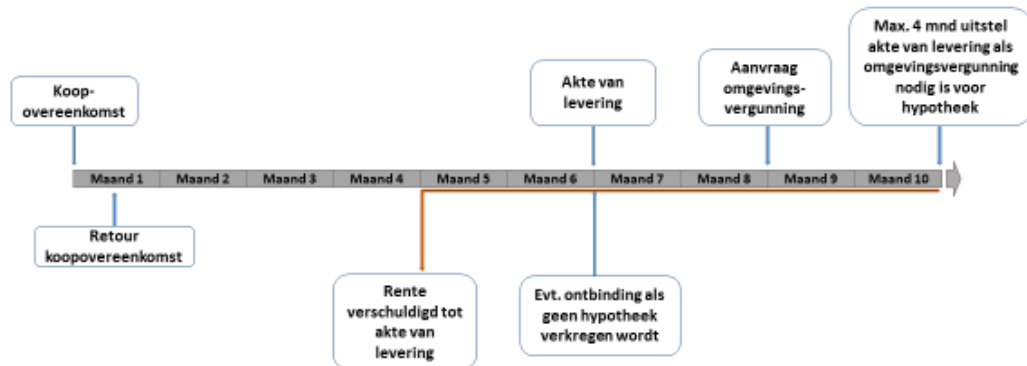 Koop-
overeenkomst
Akte van
levering
Aanvraag
omgevings-
vergunning
Max. 4 mnd uitstel
akte van levering als
omgevingsvergunning
nodig is voor
hypotheek
Maand 1 Maand 2 Maand 3 Maand 4 Maand 5 Maand 6 Maand 7 Maand 8 Maand 9 Maand 10
Retour
koopovereenkomst
Rente
verschuldigd tot
akte van
levering
Evt. ontbinding als
geen hypotheek
verkregen wordt